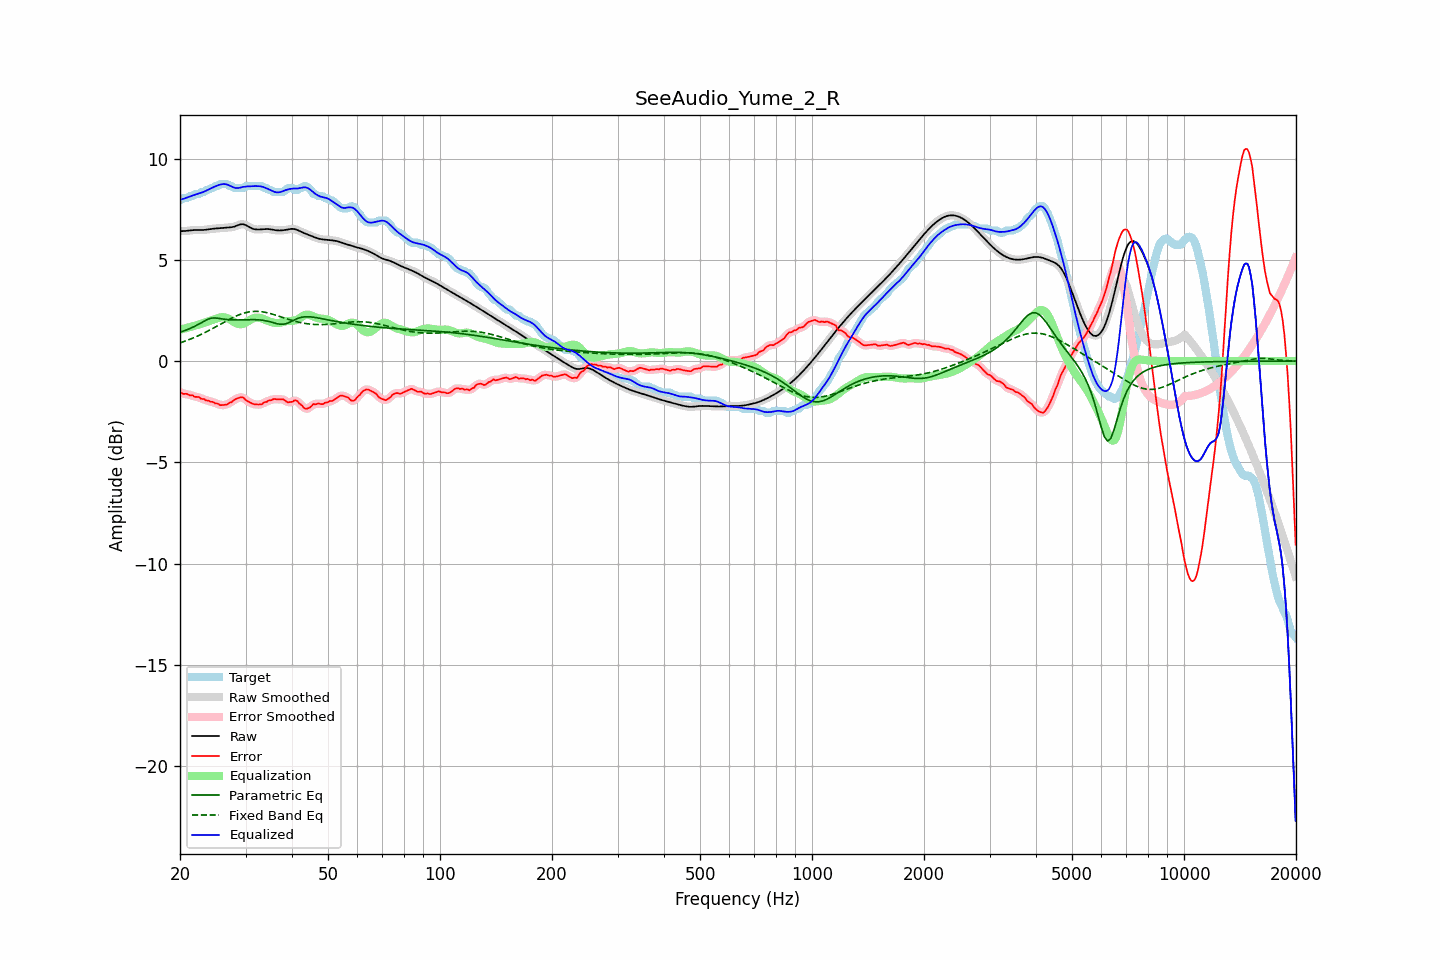 SeeAudio_Yume_2_R
Amplitude (dBr)
10
5
0
−5
−10
−15
−20
Target
Raw Smoothed
Error Smoothed
Raw
Error
Equalization
Parametric Eq
Fixed Band Eq
Equalized
20 50 100 200 500 1000 2000 5000 10000 20000
Frequency (Hz)